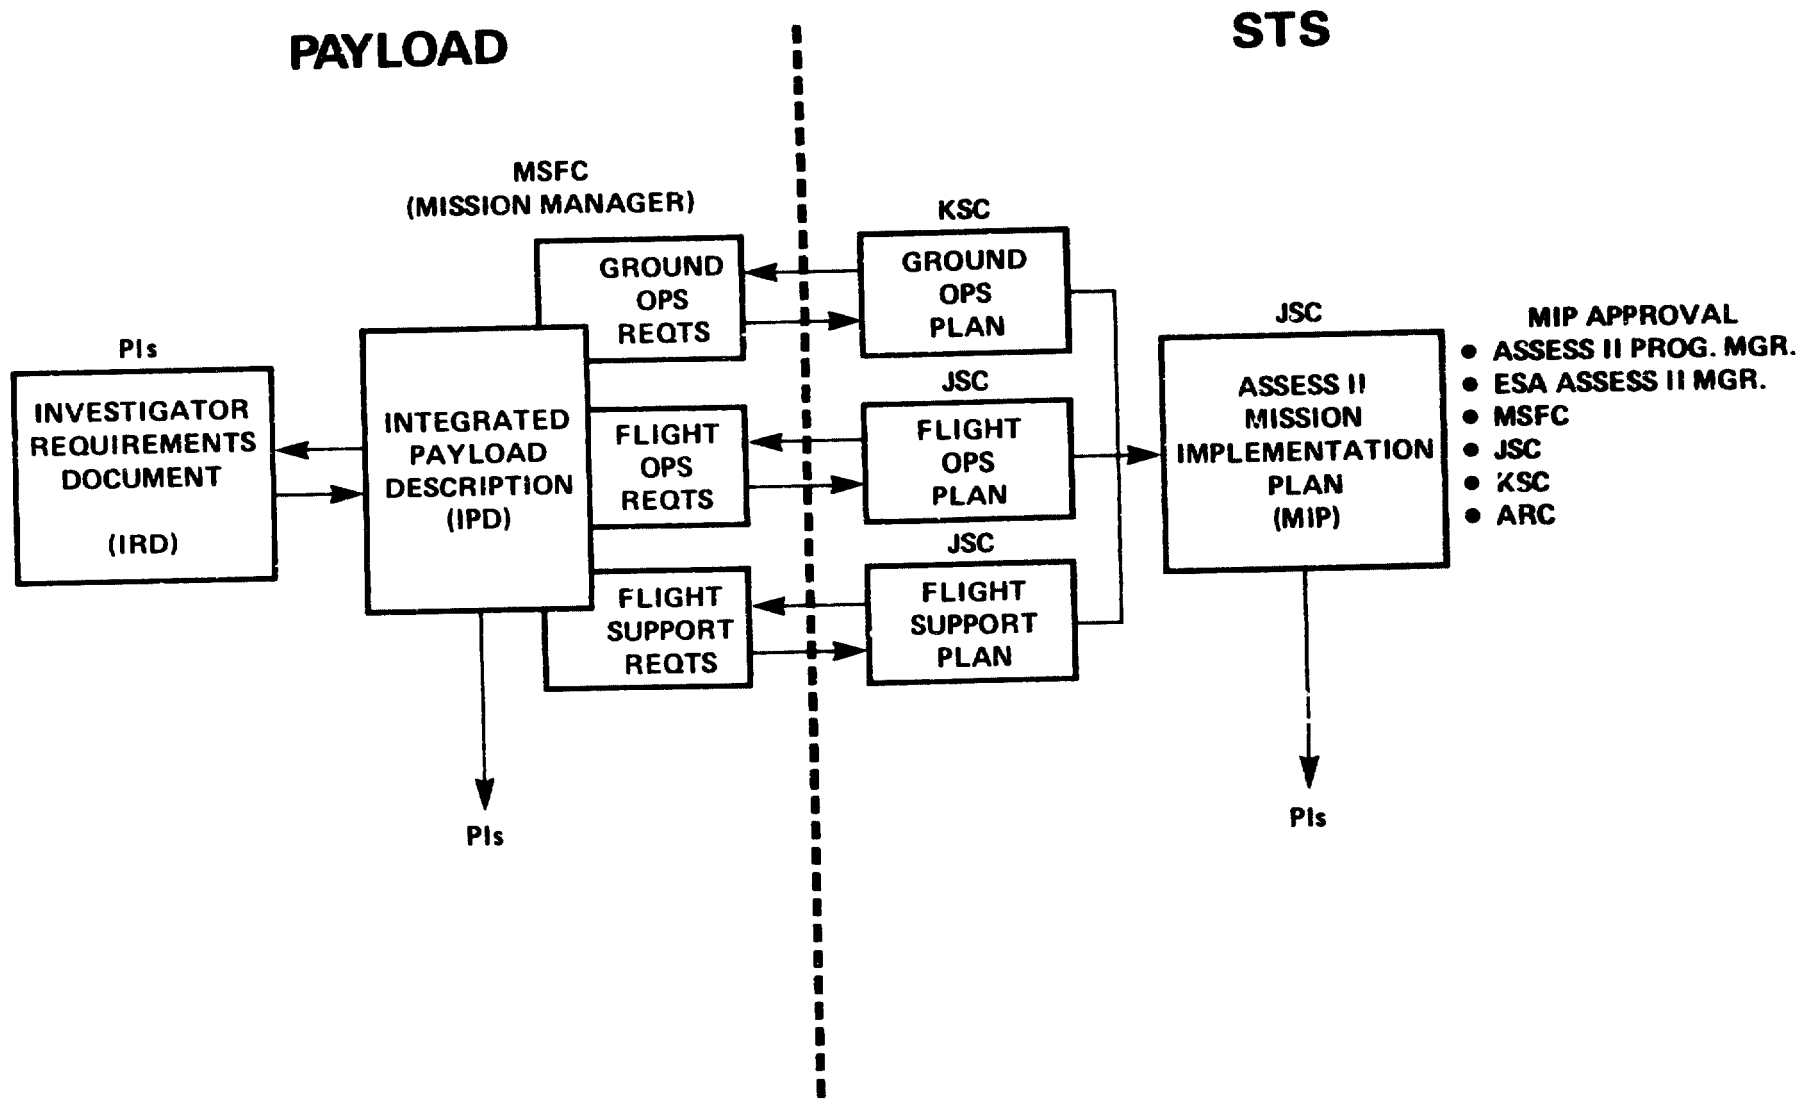 PAYLOAD
STS
MSFC
(MISSION MANAGER)
GROUND
OPS
REQTS
KSC
GROUND
OPS
PLAN
PIs
INVESTIGATOR
REQUIREMENTS
DOCUMENT
(IRD)
INTEGRATED
PAYLOAD
DESCRIPTION
(IPD)
FLIGHT
OPS
REQTS
JSC
FLIGHT
OPS
PLAN
FLIGHT
SUPPORT
REQTS
JSC
FLIGHT
SUPPORT
PLAN
JSC
ASSESS II
MISSION
IMPLEMENTATION
PLAN
(MIP)
MIP APPROVAL
● ASSESS II PROG. MGR.
● ESA ASSESS II MGR.
● MSFC
● JSC
● KSC
● ARC
PIs
PIs